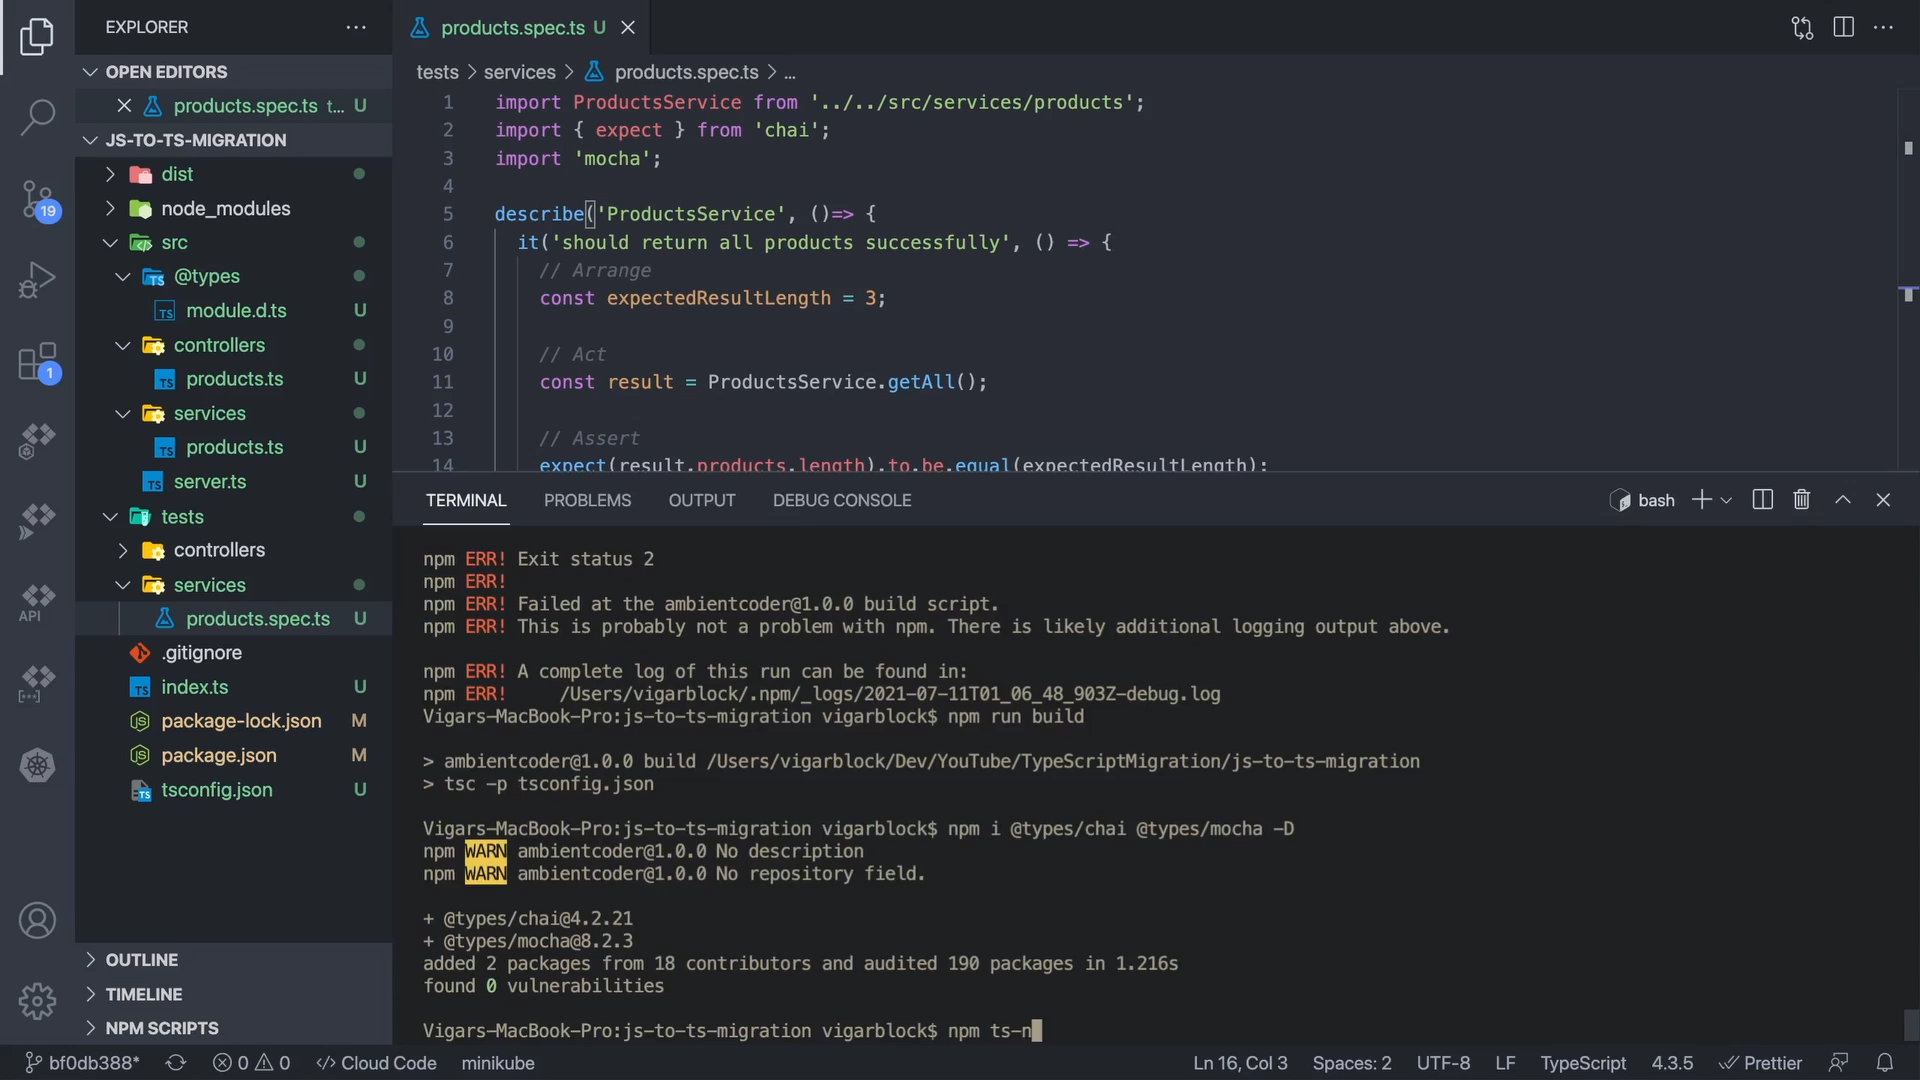 EXPLORER
OPEN EDITORS
products.spec.ts t... U
JS-TO-TS-MIGRATION
dist
node_modules
src
@types
module.d.ts U
controllers
products.ts U
services
products.ts U
server.ts U
tests
controllers
services
products.spec.ts U
.gitignore
index.ts U
package-lock.json M
package.json M
tsconfig.json U
OUTLINE
TIMELINE
NPM SCRIPTS
19
1
API
products.spec.ts U
tests > services > products.spec.ts > ...
1 import ProductsService from '../../src/services/products';
2 import { expect } from 'chai';
3 import 'mocha';
4
5 describe('ProductsService', ()=> {
6 it('should return all products successfully', () => {
7 // Arrange
8 const expectedResultLength = 3;
9
10 // Act
11 const result = ProductsService.getAll();
12
13 // Assert
14 expect(result.products.length).to.be.equal(expectedResultLength);
TERMINAL PROBLEMS OUTPUT DEBUG CONSOLE
bash
npm ERR! Exit status 2
npm ERR!
npm ERR! Failed at the ambientcoder@1.0.0 build script.
npm ERR! This is probably not a problem with npm. There is likely additional logging output above.
npm ERR! A complete log of this run can be found in:
npm ERR! /Users/vigarblock/.npm/_logs/2021-07-11T01_06_48_903Z-debug.log
Vigars-MacBook-Pro:js-to-ts-migration vigarblock$ npm run build
> ambientcoder@1.0.0 build /Users/vigarblock/Dev/YouTube/TypeScriptMigration/js-to-ts-migration
> tsc -p tsconfig.json
Vigars-MacBook-Pro:js-to-ts-migration vigarblock$ npm i @types/chai @types/mocha -D
npm WARN ambientcoder@1.0.0 No description
npm WARN ambientcoder@1.0.0 No repository field.
+ @types/chai@4.2.21
+ @types/mocha@8.2.3
added 2 packages from 18 contributors and audited 190 packages in 1.216s
found 0 vulnerabilities
Vigars-MacBook-Pro:js-to-ts-migration vigarblock$ npm ts-n
bf0db388* 0 0 Cloud Code minikube Ln 16, Col 3 Spaces: 2 UTF-8 LF TypeScript 4.3.5 Prettier